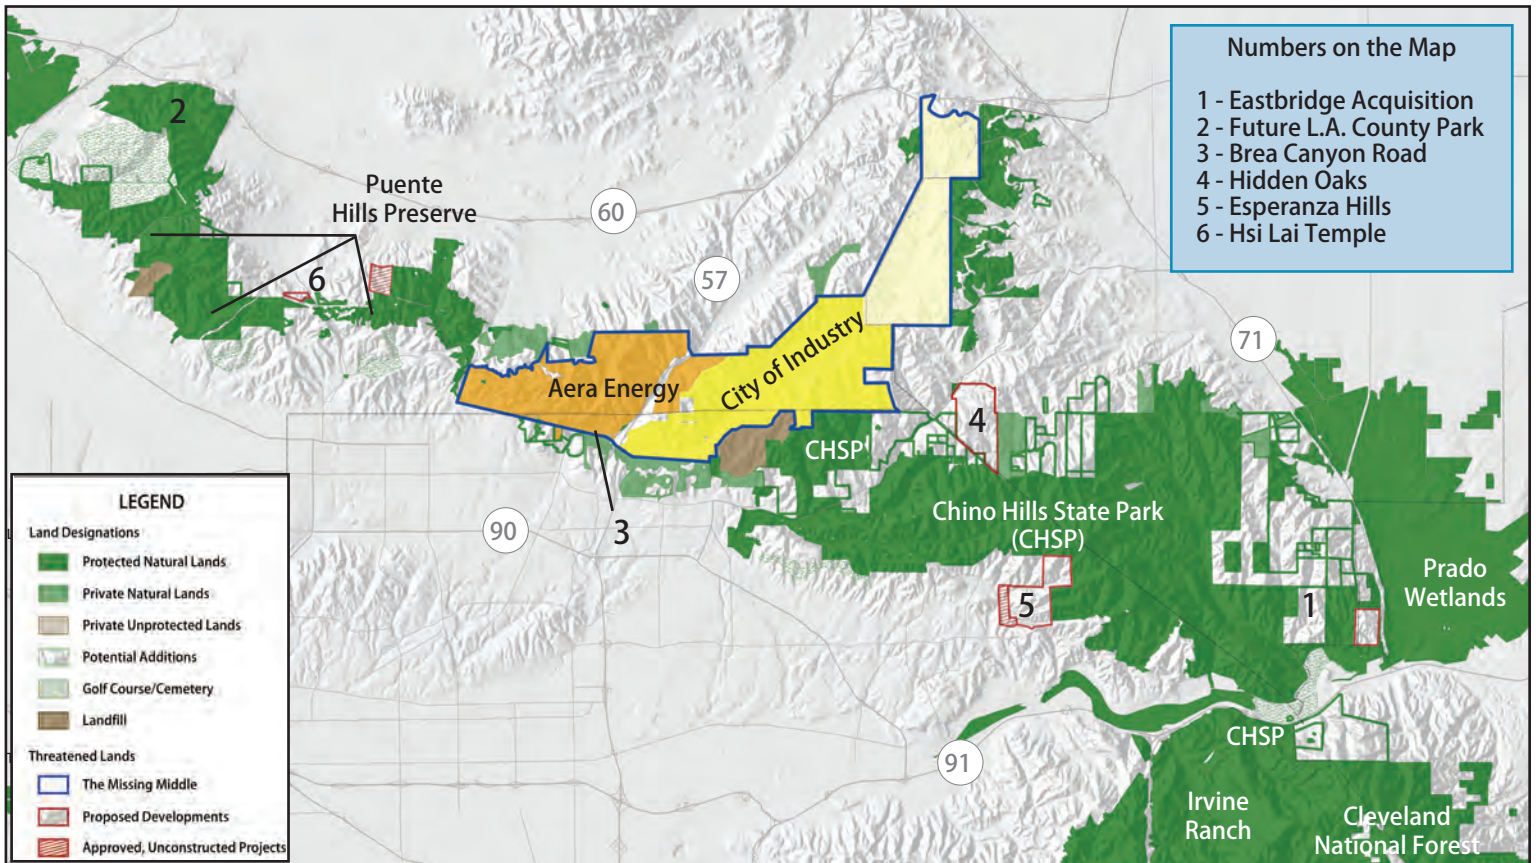 Numbers on the Map
1 - Eastbridge Acquisition
2 - Future L.A. County Park
3 - Brea Canyon Road
4 - Hidden Oaks
5 - Esperanza Hills
6 - Hsi Lai Temple
2
Puente
Hills Preserve
60
6
57
71
Aera Energy
City of Industry
4
CHSP
90
3
Chino Hills State Park
(CHSP)
5
1
Prado
Wetlands
91
CHSP
Irvine
Ranch
Cleveland
National Forest
LEGEND
Land Designations
Protected Natural Lands
Private Natural Lands
Private Unprotected Lands
Potential Additions
Golf Course/Cemetery
Landfill
Threatened Lands
The Missing Middle
Proposed Developments
Approved, Unconstructed Projects